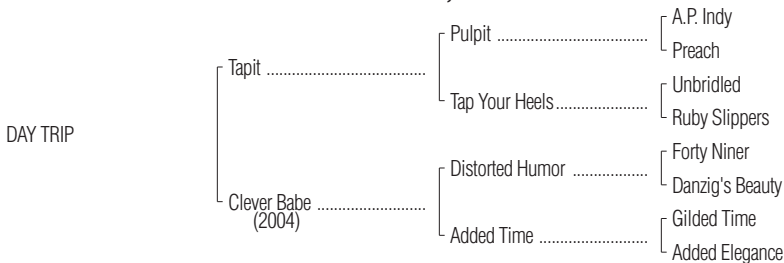 A.P. Indy
Pulpit ......................................
Preach
Tapit ......................................
Unbridled
Tap Your Heels.......................
Ruby Slippers
DAY TRIP
Forty Niner
Distorted Humor ...................
Danzig's Beauty
Clever Babe ..........................
(2004)
Gilded Time
Added Time ...........................
Added Elegance